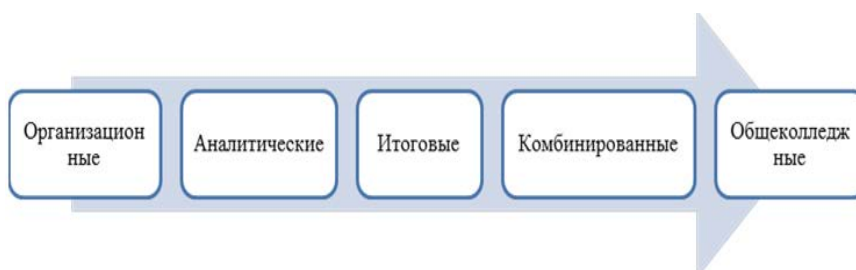 Организацион
ные
Аналитические
Итоговые
Комбинированные
Общеколледж
ные